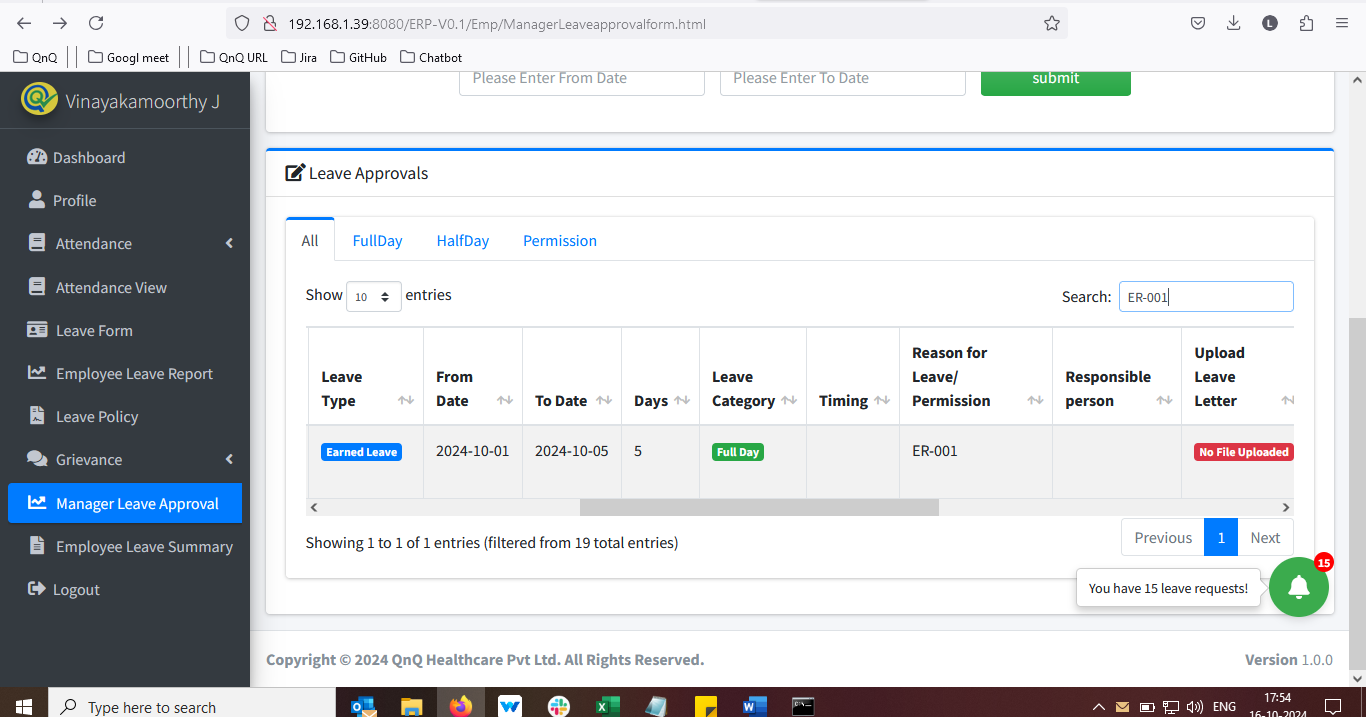 192.168.1.39:8080/ERP-V0.1/Emp/ManagerLeaveapprovalform.html
L
QnQ
Googl meet
QnQ URL
Jira
GitHub
Chatbot
Vinayakamoorthy J
Dashboard
Profile
Attendance
Attendance View
Leave Form
Employee Leave Report
Leave Policy
Grievance
Manager Leave Approval
Employee Leave Summary
Logout
Please Enter From Date
Please Enter To Date
submit
Leave Approvals
All
FullDay
HalfDay
Permission
Show 10 entries
Search: ER-001
Leave
Type
From
Date
To Date
Days
Leave
Category
Timing
Reason for
Leave/
Permission
Responsible
person
Upload
Leave
Letter
Earned Leave
2024-10-01
2024-10-05
5
Full Day
ER-001
No File Uploaded
Showing 1 to 1 of 1 entries (filtered from 19 total entries)
Previous
1
Next
15
You have 15 leave requests!
Copyright © 2024 QnQ Healthcare Pvt Ltd. All Rights Reserved.
Version 1.0.0
Type here to search
ENG
17:54
16-10-2024